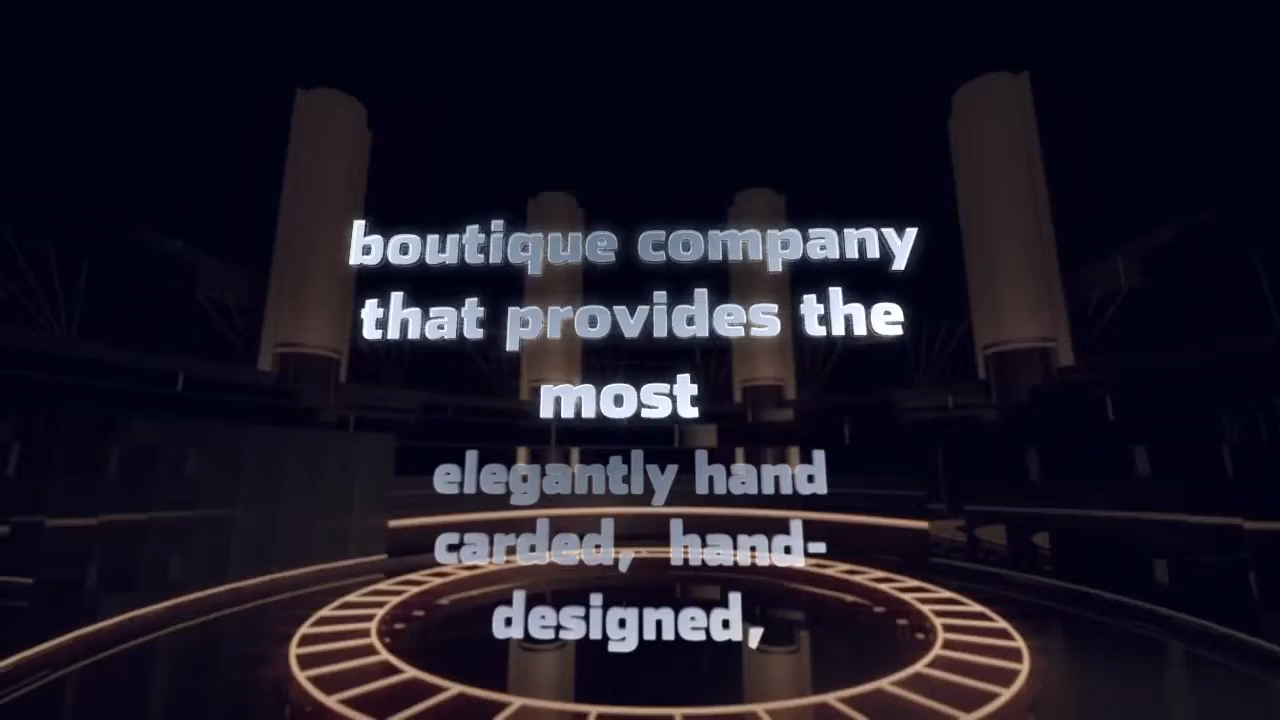 boutique company
that provides the
most
elegantly hand
carded, hand-
designed,